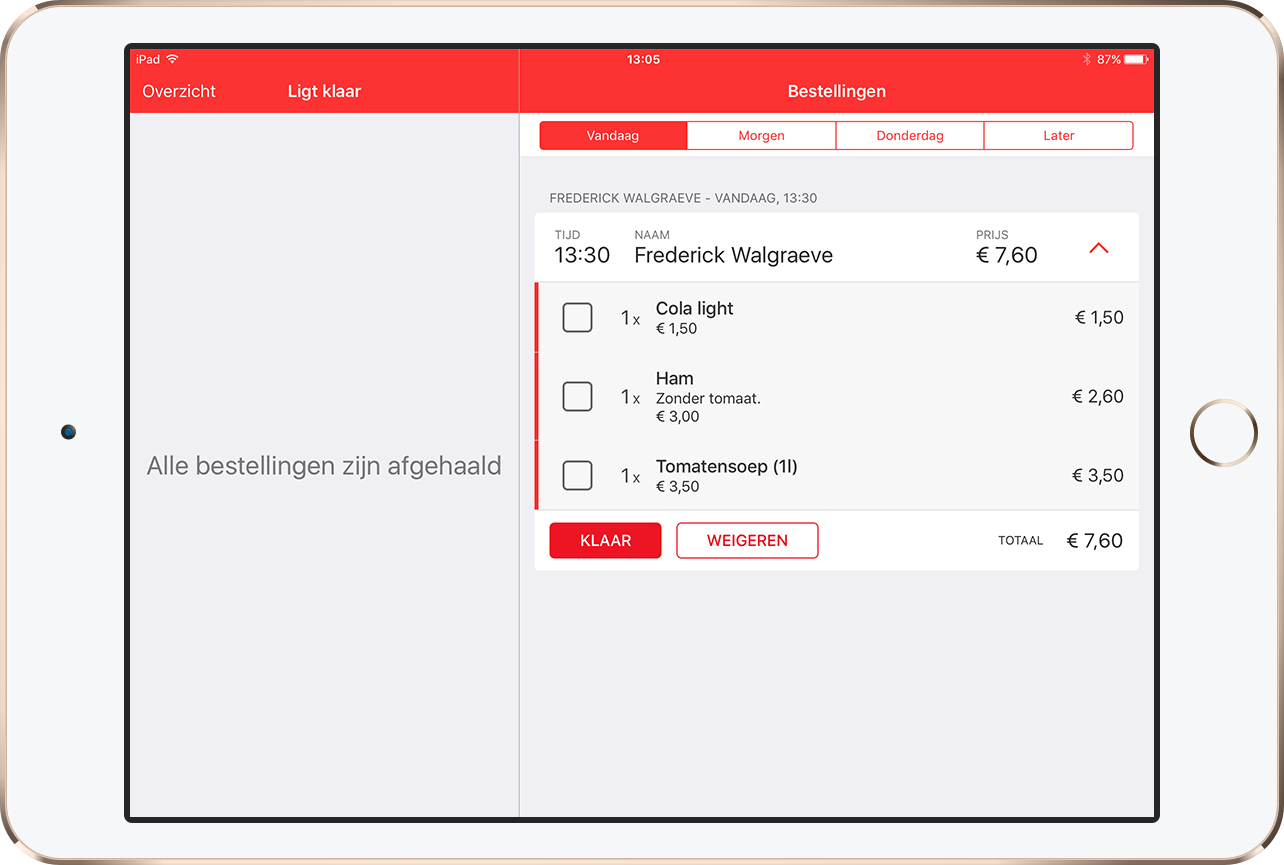 iPad 13:05 87%
Overzicht Ligt klaar Bestellingen
Vandaag Morgen Donderdag Later
FREDERICK WALGRAEVE - VANDAAG, 13:30
TIJD NAAM PRIJS
13:30 Frederick Walgraeve € 7,60
Cola light
1x € 1,50
€ 1,50
Ham
1x Zonder tomaat. € 2,60
€ 3,00
Alle bestellingen zijn afgehaald
Tomatensoep (1l)
1x € 3,50
€ 3,50
KLAAR WEIGEREN TOTAAL € 7,60